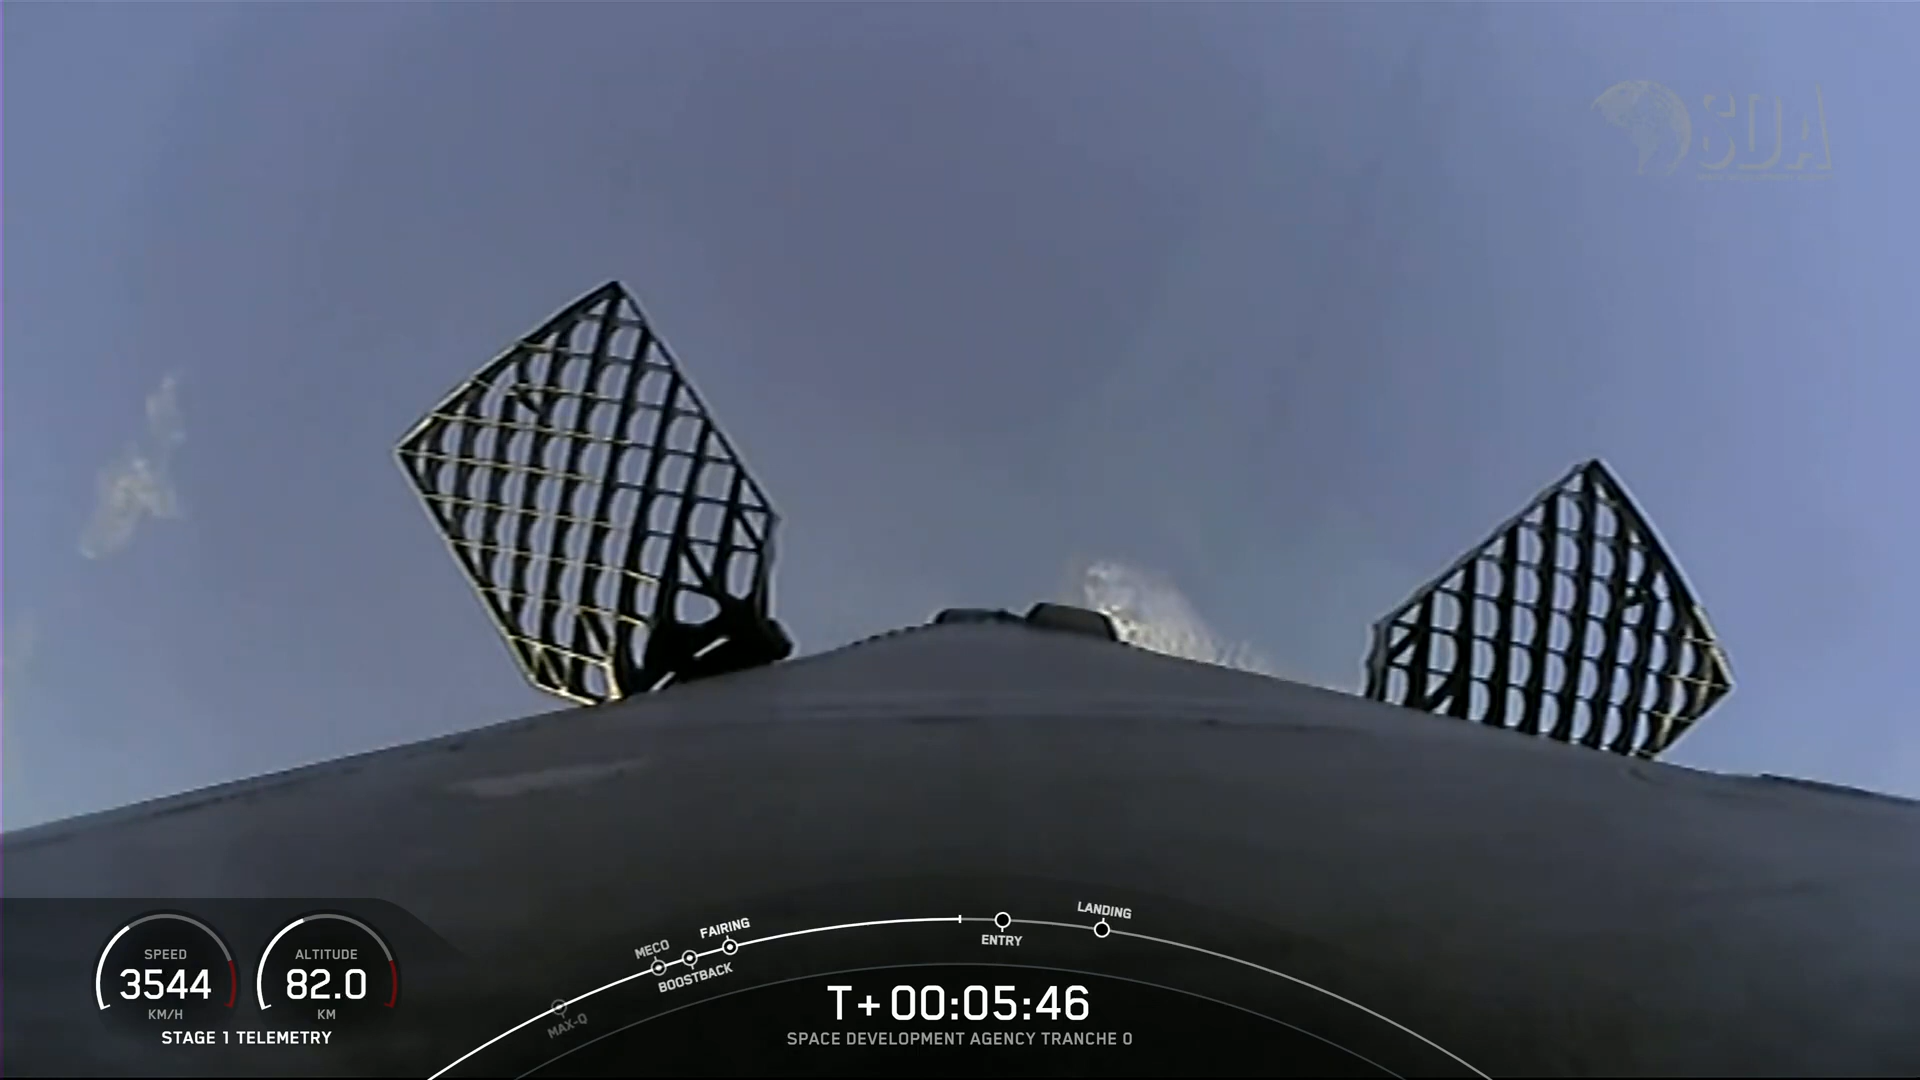 SDA
SPEED
3544
KM/H
ALTITUDE
82.0
KM
STAGE 1 TELEMETRY
MAX-Q
MECO
BOOSTBACK
FAIRING
ENTRY
LANDING
T+00:05:46
SPACE DEVELOPMENT AGENCY TRANCHE 0